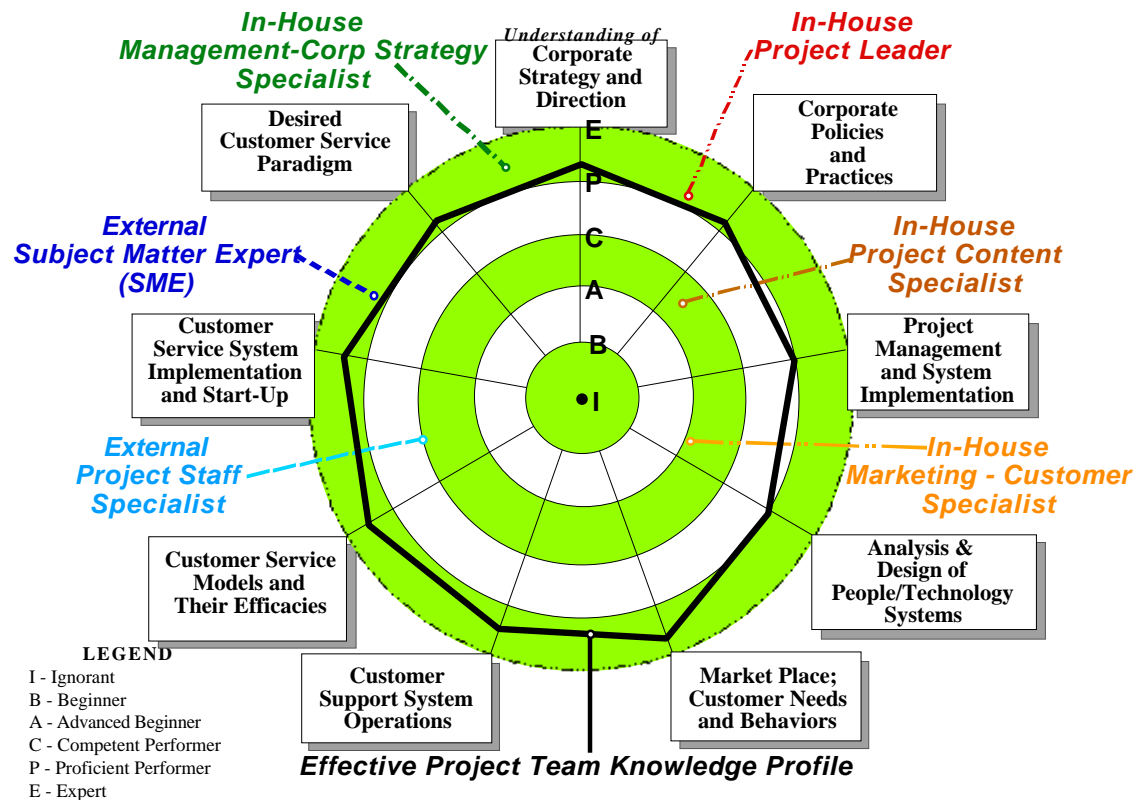 In-House
Management-Corp Strategy
Specialist
Understanding of
Corporate
Strategy and
Direction
In-House
Project Leader
Desired
Customer Service
Paradigm
Corporate
Policies
and
Practices
External
Subject Matter Expert
(SME)
In-House
Project Content
Specialist
E
P
C
A
B
I
Customer
Service System
Implementation
and Start-Up
Project
Management
and System
Implementation
External
Project Staff
Specialist
In-House
Marketing - Customer
Specialist
Customer Service
Models and
Their Efficacies
Analysis &
Design of
People/Technology
Systems
Customer
Support System
Operations
Market Place;
Customer Needs
and Behaviors
LEGEND
I - Ignorant
B - Beginner
A - Advanced Beginner
C - Competent Performer
P - Proficient Performer
E - Expert
Effective Project Team Knowledge Profile